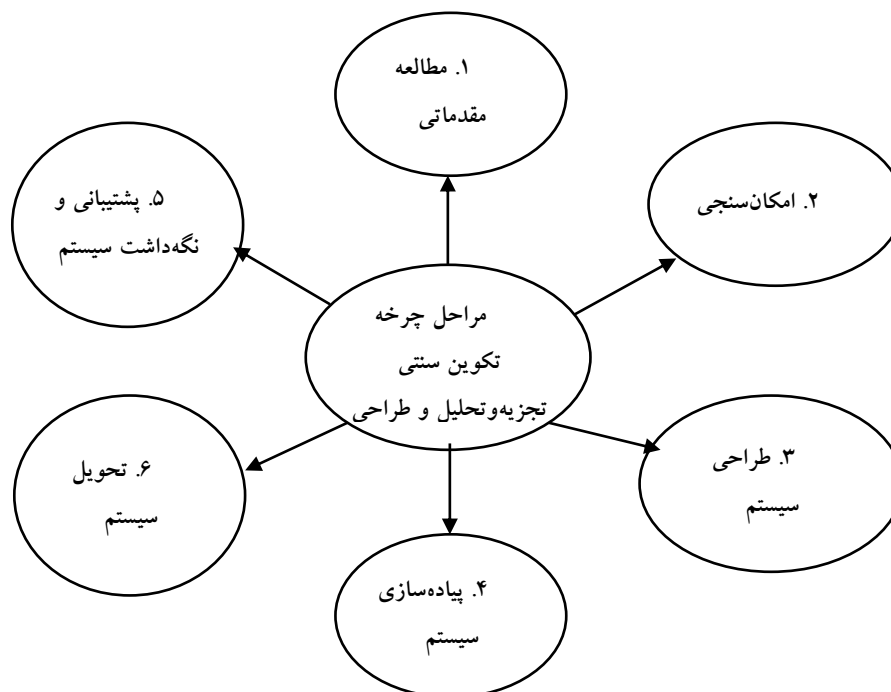 ۱. مطالعه
مقدماتی
۲. امکان‌سنجی
۳. طراحی
سیستم
۴. پیاده‌سازی
سیستم
۵. پشتیبانی و
نگه‌داشت سیستم
۶. تحویل
سیستم
مراحل چرخه
تکوین سنتی
تجزیه‌وتحلیل و طراحی